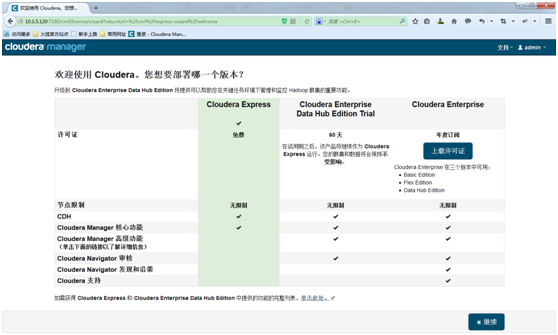 欢迎使用 Cloudera。您想...
10.1.5.120:7180/cmf/license/wizard?returnUrl=%2Fcmf%2Fexpress-wizard%2Fwelcome
百度 <Ctrl+K>
访问最多 火狐官方站点 新手上路 常用网址 登录 - Cloudera Man...
cloudera manager
支持 admin
欢迎使用 Cloudera。您想要部署哪一个版本?
升级到 Cloudera Enterprise Data Hub Edition 将提供可以帮助您在关键任务环境下管理和监控 Hadoop 群集的重要功能。
Cloudera Express
Cloudera Enterprise
Data Hub Edition Trial
Cloudera Enterprise
✓
许可证
免费
60 天
在试用期之后，该产品将继续作为 Cloudera
Express 运行。您的群集和数据将会保持不
受影响。
年度订阅
上载许可证
Cloudera Enterprise 在三个版本中可用:
• Basic Edition
• Flex Edition
• Data Hub Edition
节点限制 无限制 无限制 无限制
CDH ✓ ✓ ✓
Cloudera Manager 核心功能 ✓ ✓ ✓
Cloudera Manager 高级功能 ✓ ✓
(单击下面的链接以了解详细信息)
Cloudera Navigator 审核 ✓ ✓
Cloudera Navigator 发现和沿袭 ✓
Cloudera 支持 ✓
如需获得 Cloudera Express 和 Cloudera Enterprise Data Hub Edition 中提供的功能的完整列表，单击此处。
继续